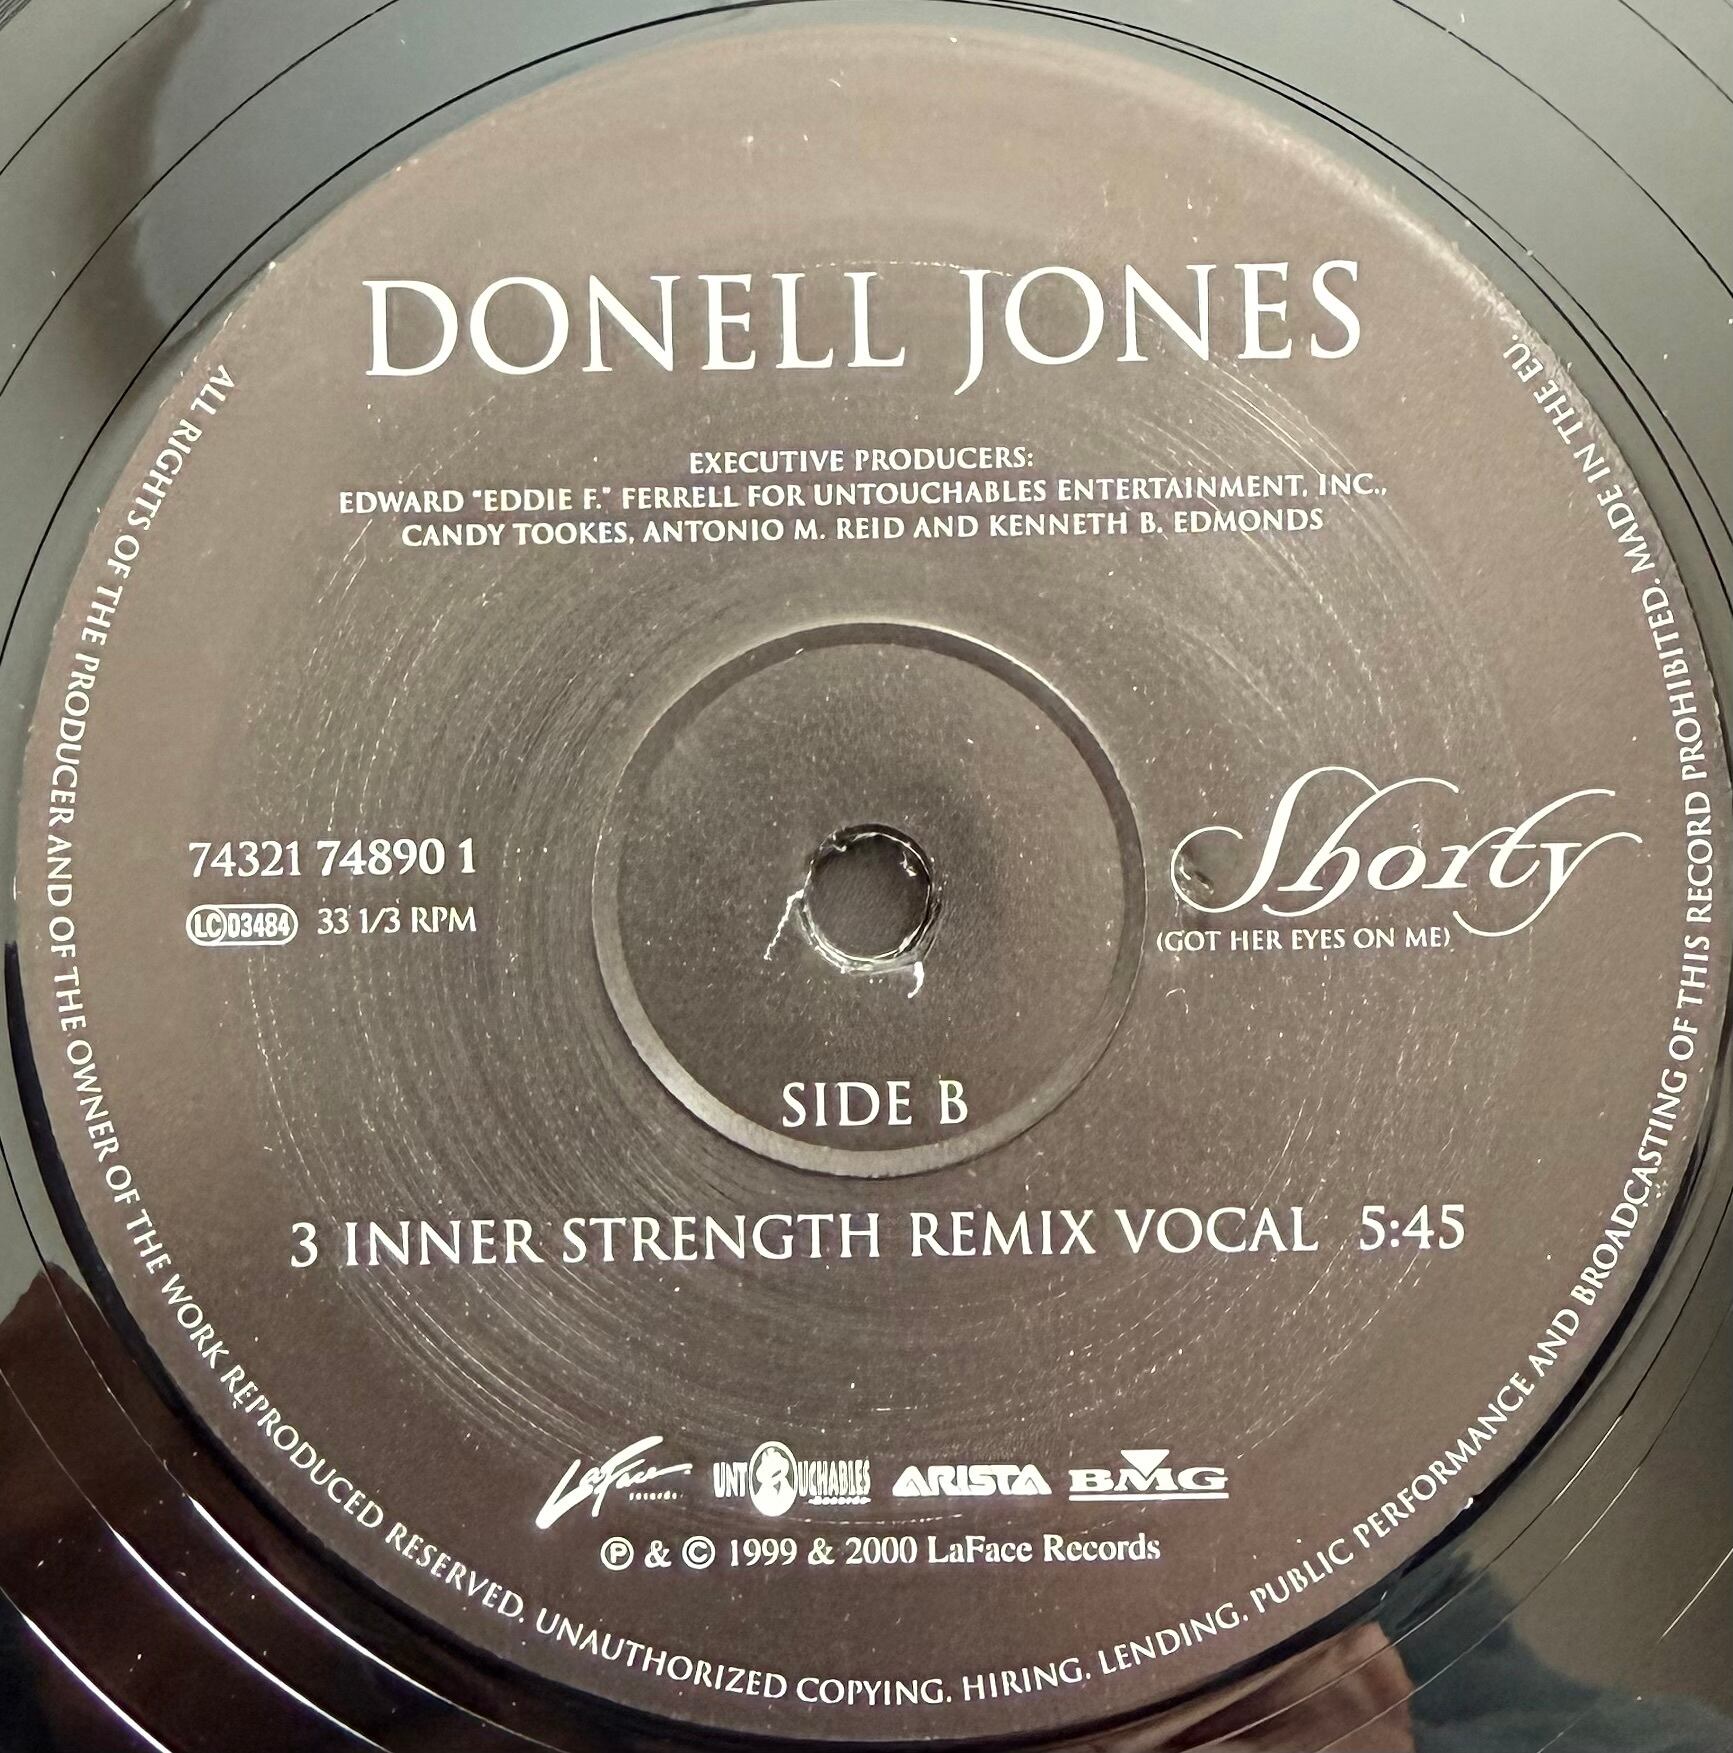 DONELL JONES
EXECUTIVE PRODUCERS:
EDWARD "EDDIE F." FERRELL FOR UNTOUCHABLES ENTERTAINMENT, INC.,
CANDY TOOKES, ANTONIO M. REID AND KENNETH B. EDMONDS
74321 74890 1
LC 03484 33 1/3 RPM
Shorty
(GOT HER EYES ON ME)
SIDE B
3 INNER STRENGTH REMIX VOCAL 5:45
LaFace records UNTOUCHABLES Records ARISTA BMG
℗ & © 1999 & 2000 LaFace Records
ALL RIGHTS OF THE PRODUCER AND OF THE OWNER OF THE WORK REPRODUCED RESERVED. UNAUTHORIZED COPYING. HIRING. LENDING. PUBLIC PERFORMANCE AND BROADCASTING OF THIS RECORD PROHIBITED. MADE IN THE EU.